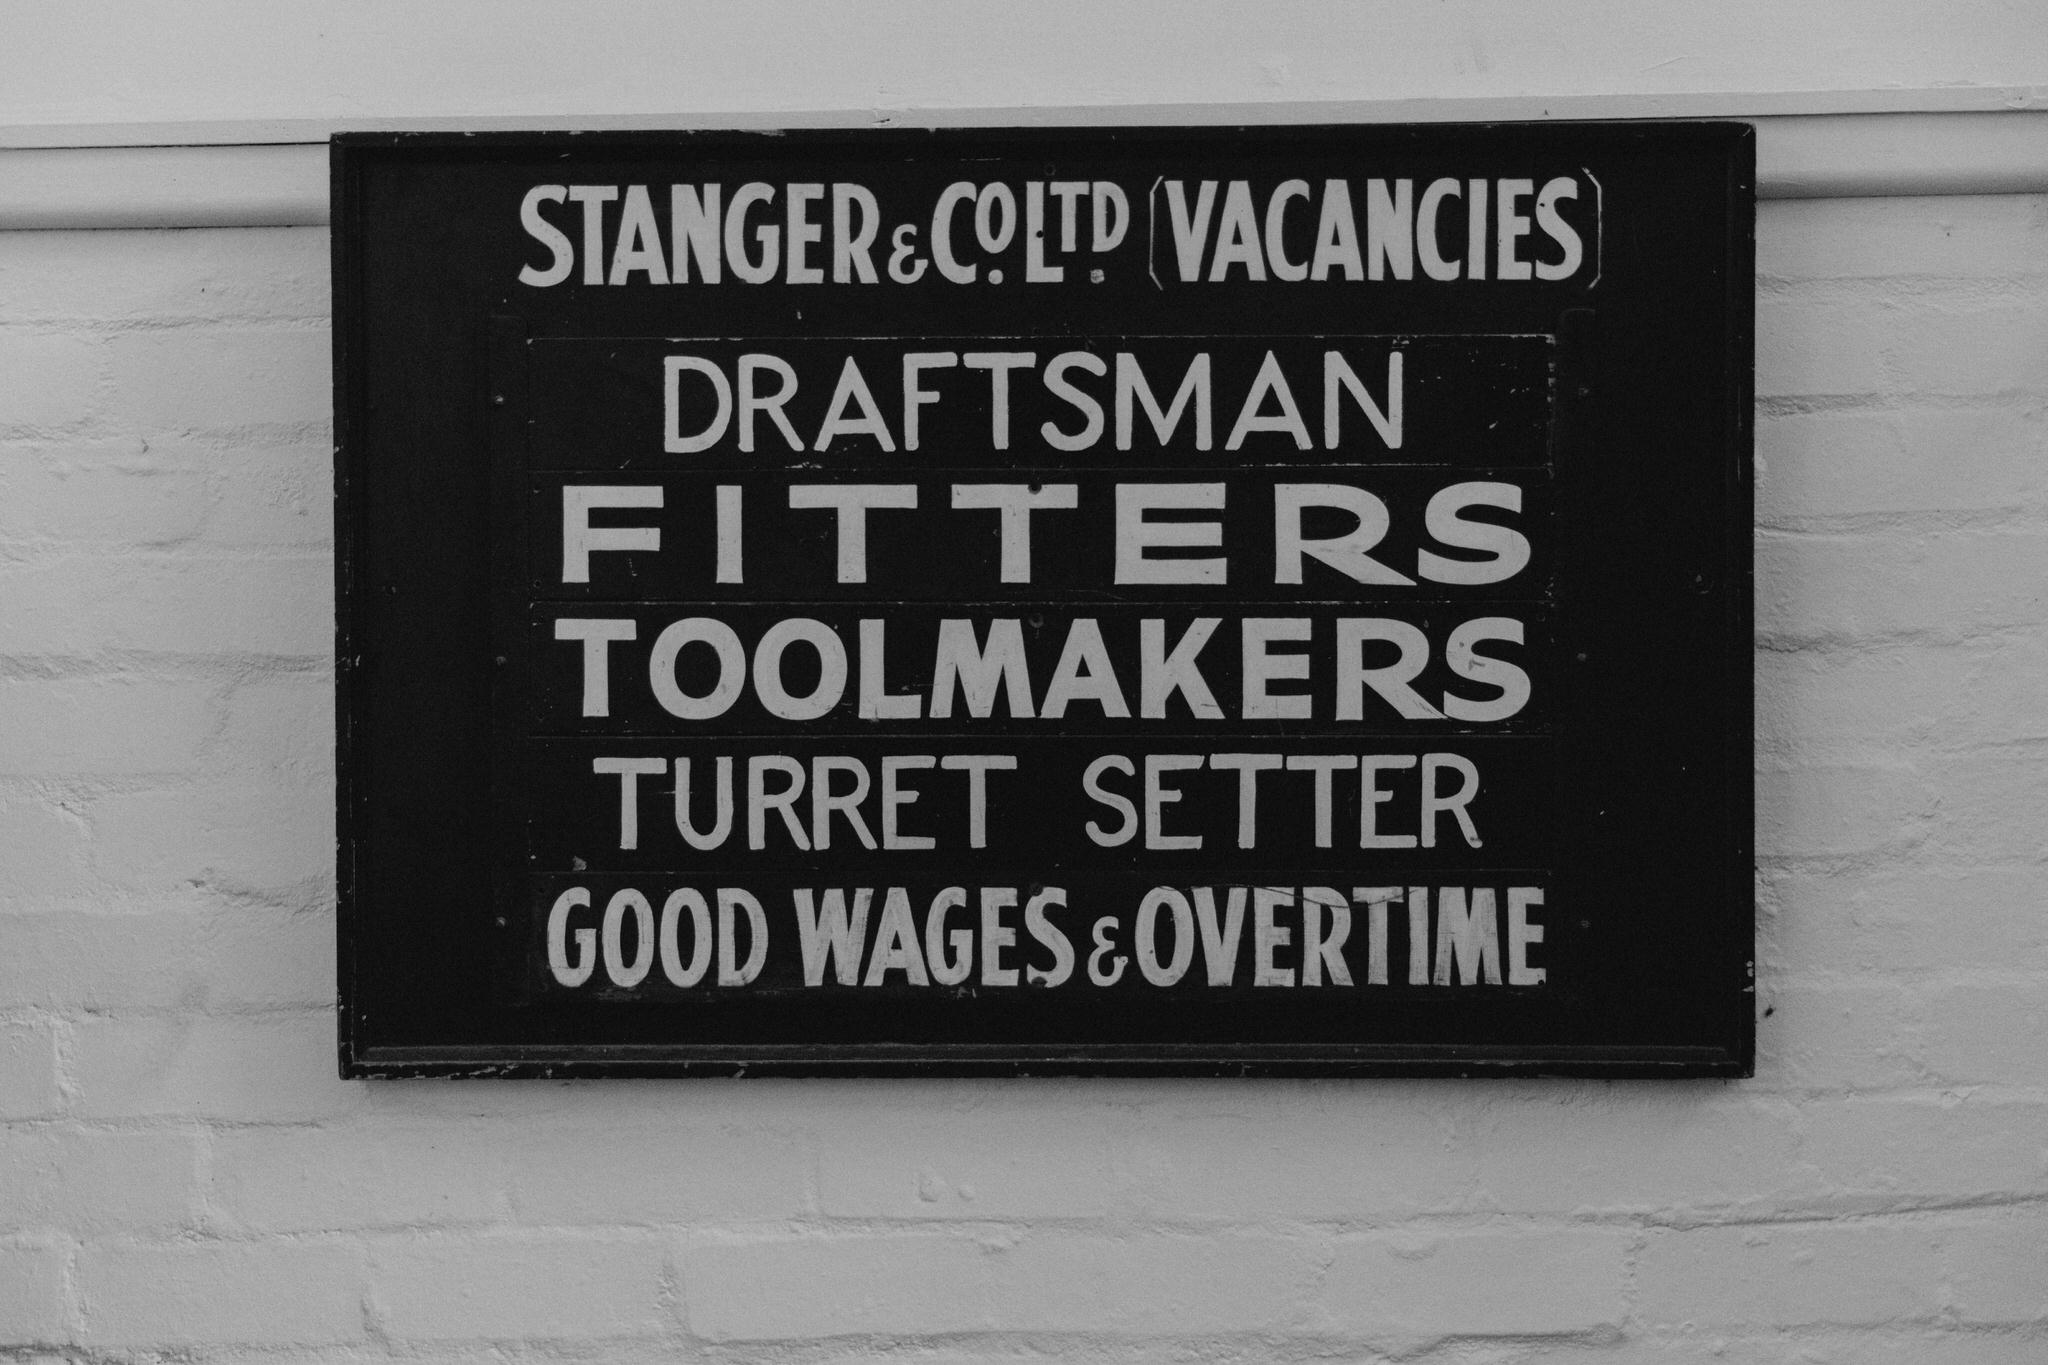 STANGER & Co. LTD. (VACANCIES)
DRAFTSMAN
FITTERS
TOOLMAKERS
TURRET SETTER
GOOD WAGES & OVERTIME